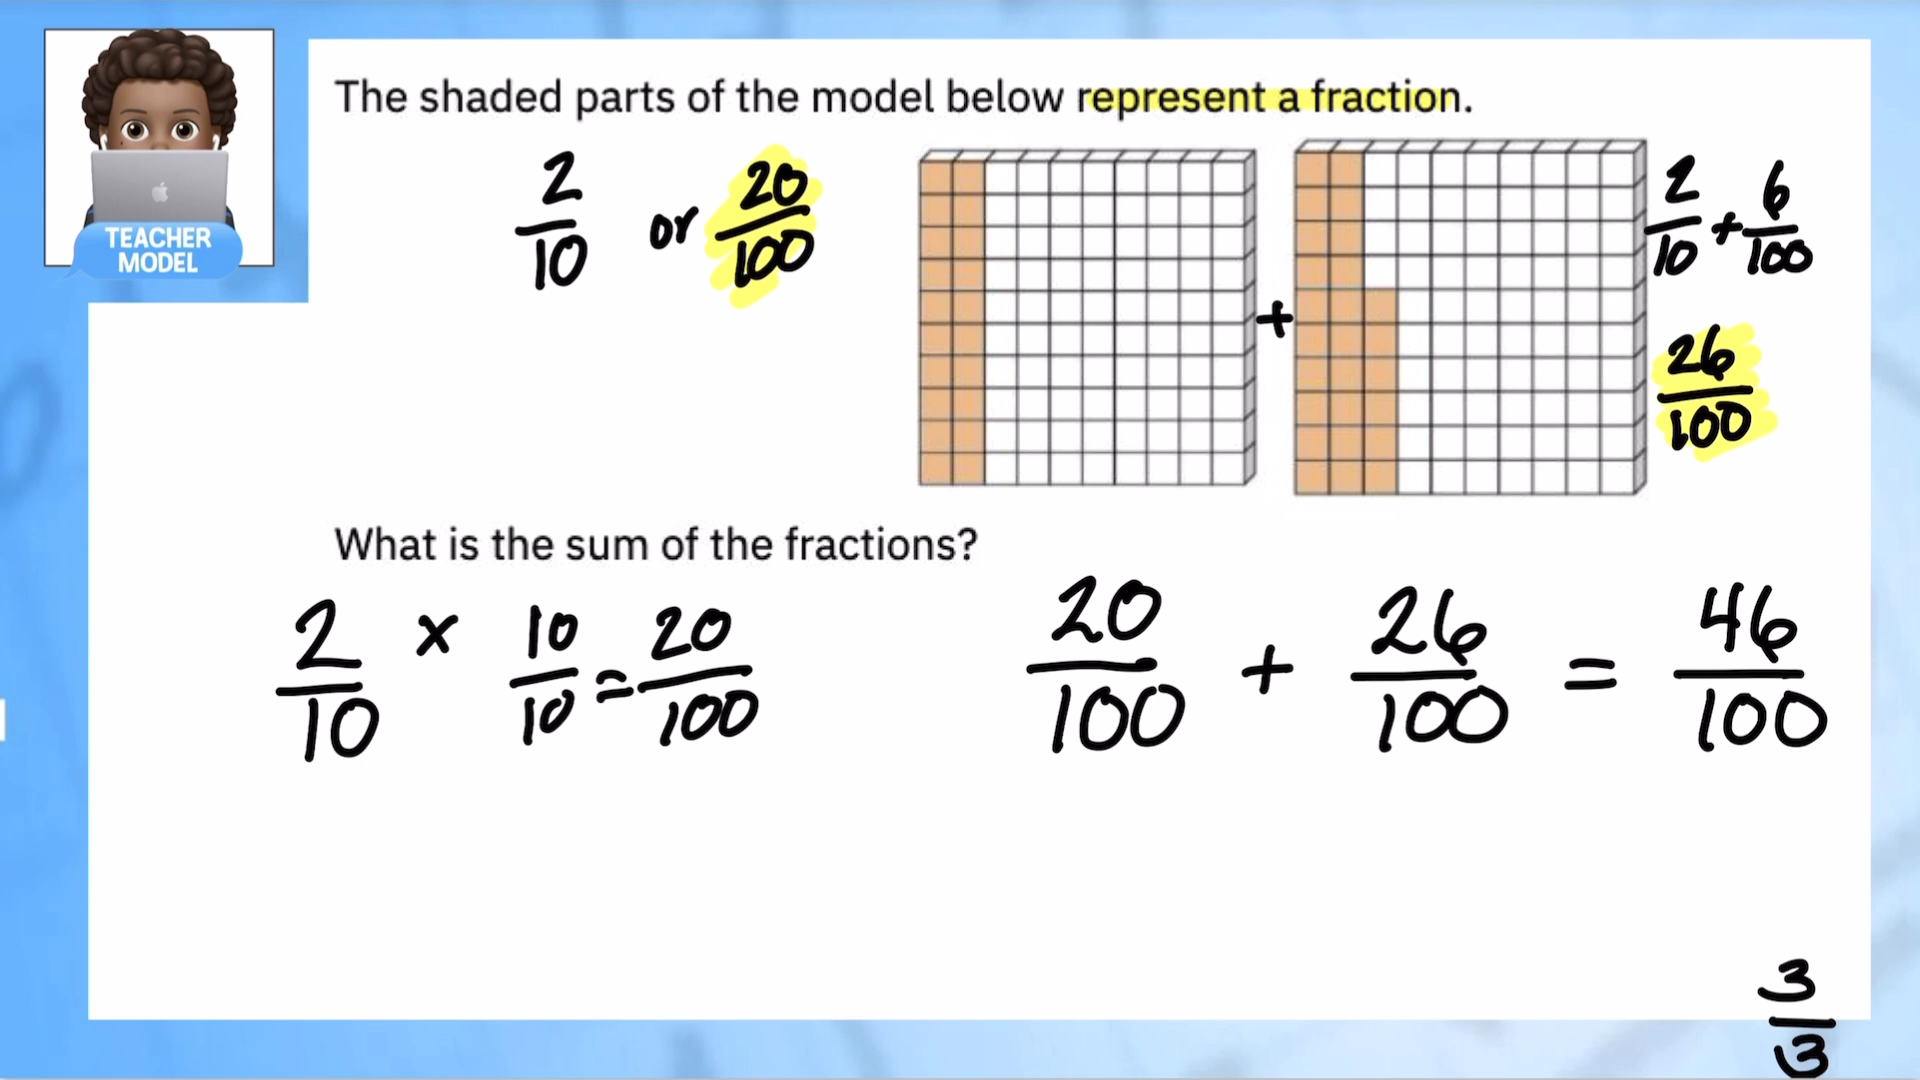 The shaded parts of the model below represent a fraction.
2/10 or 20/100
+
2/10 + 6/100
26/100
TEACHER
MODEL
What is the sum of the fractions?
2/10 x 10/10 = 20/100
20/100 + 26/100 = 46/100
3/3